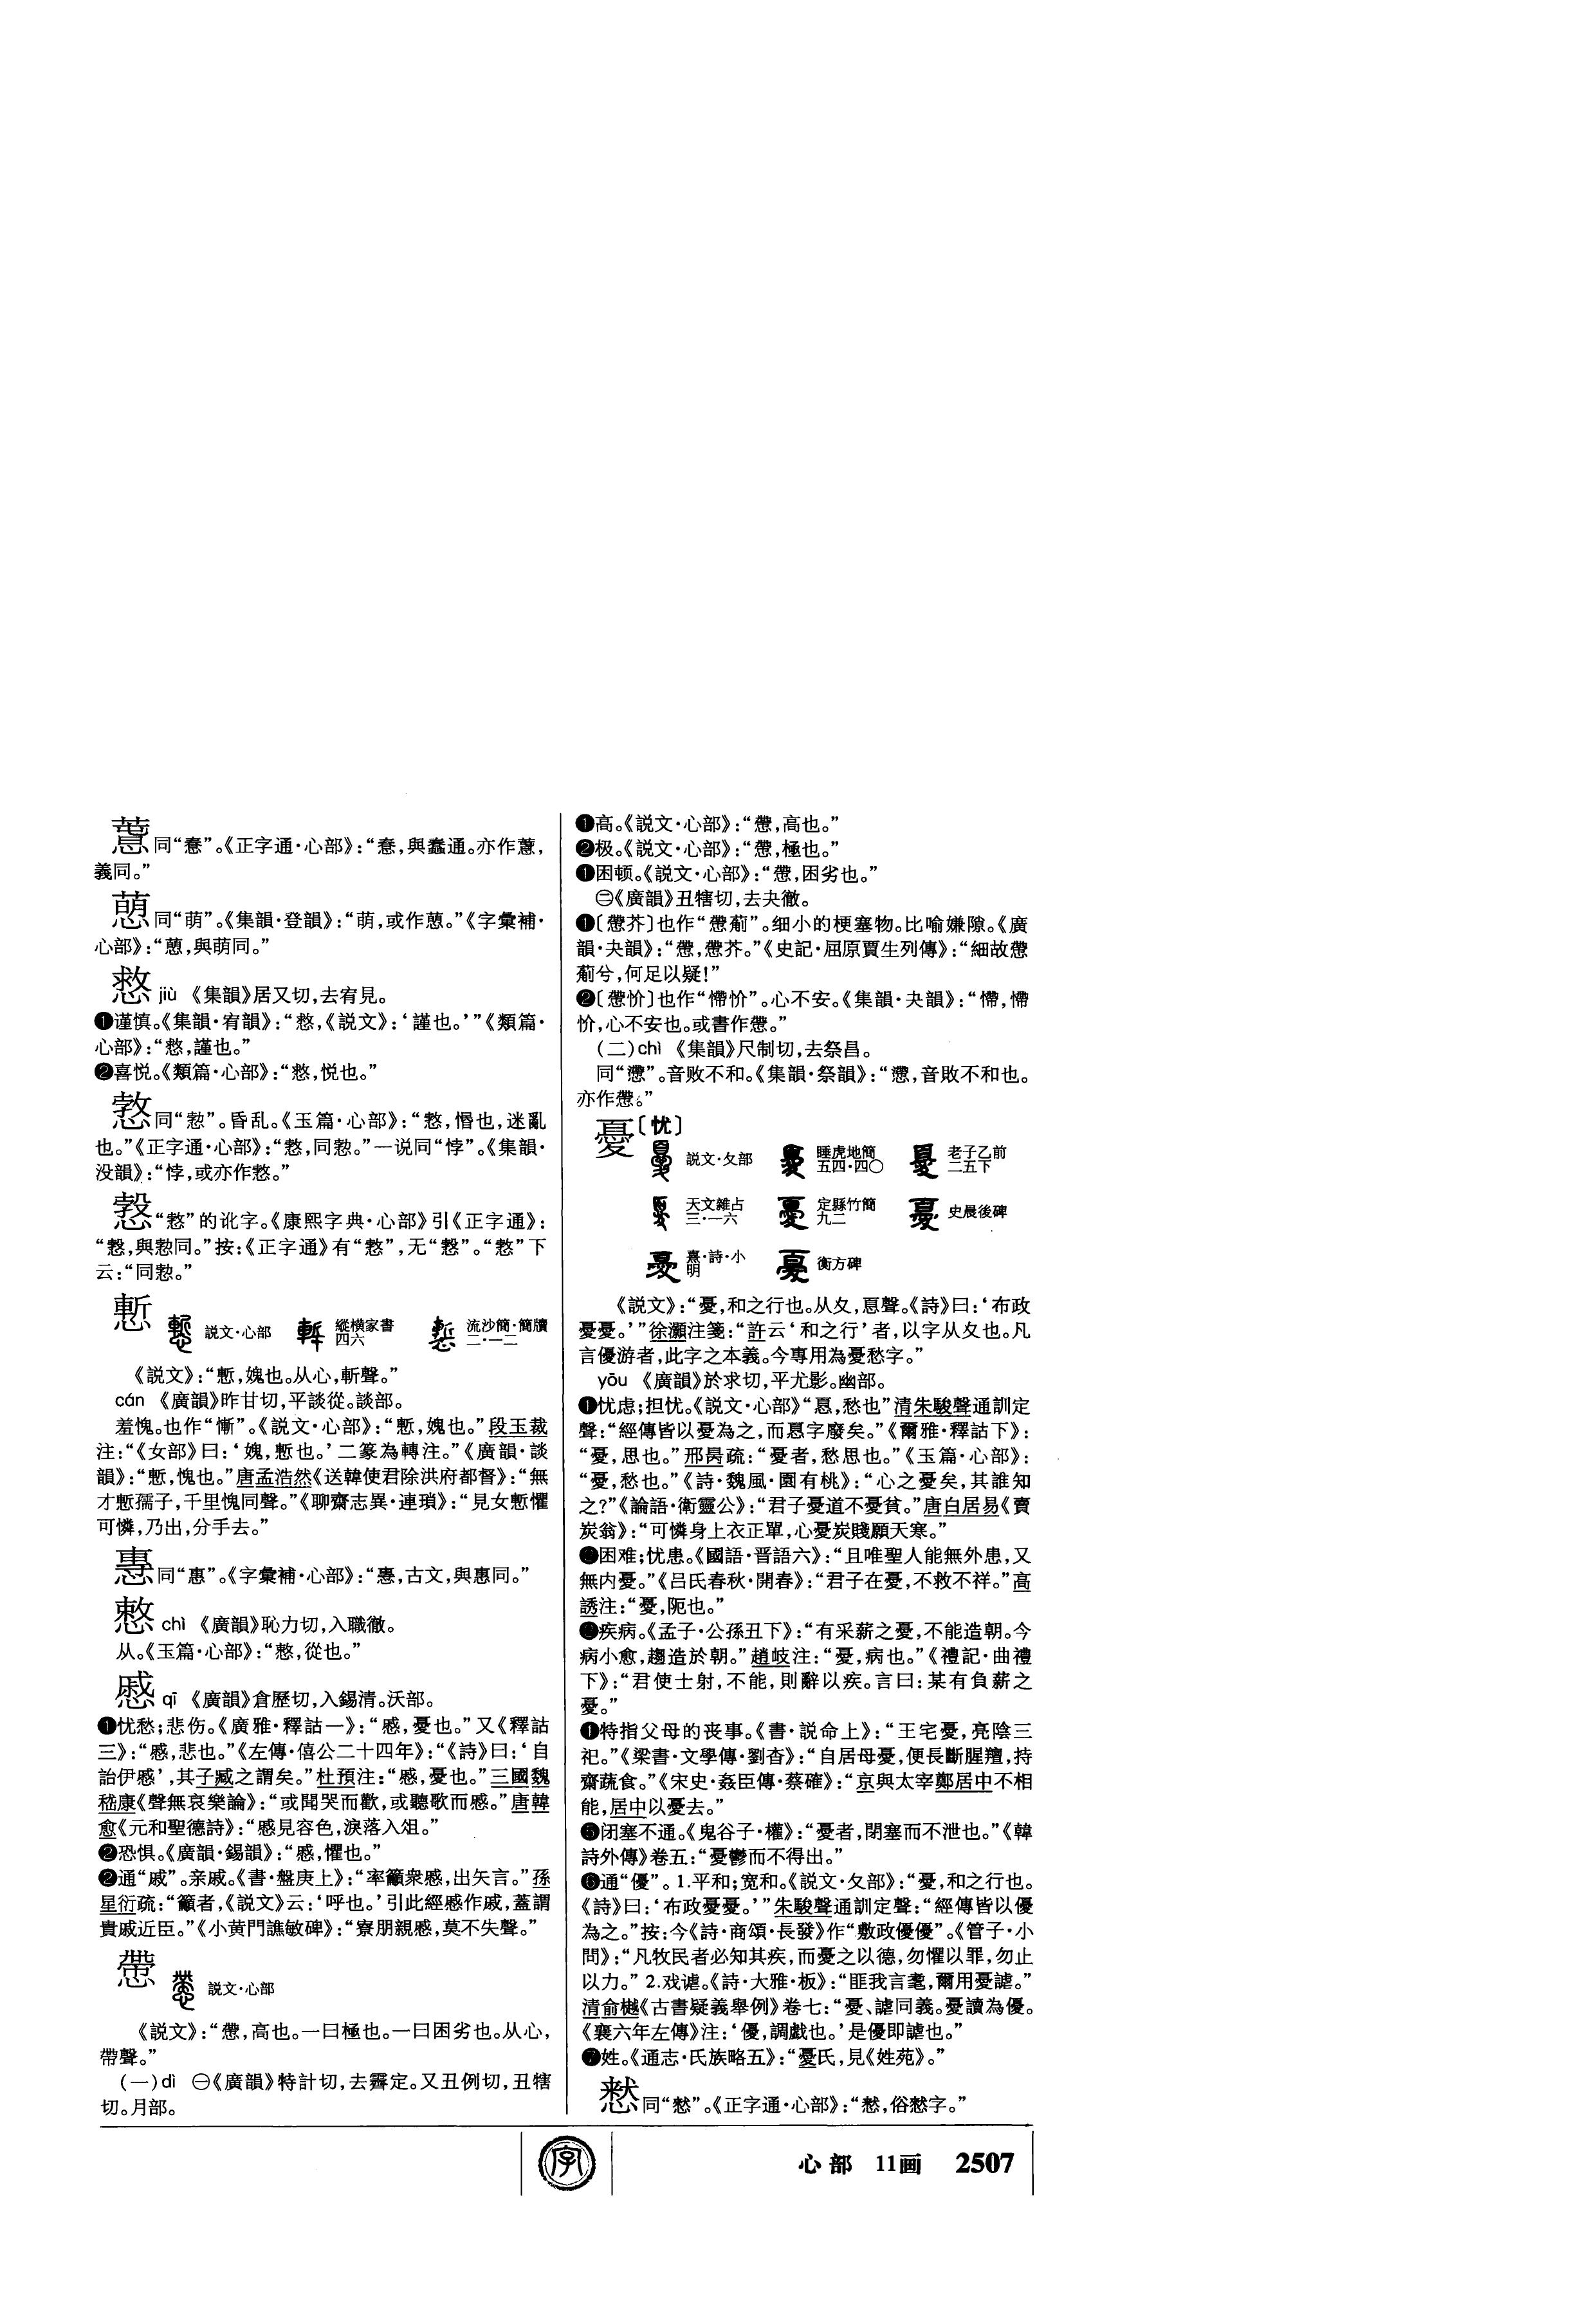 同“惷”。《正字通·心部》：“惷，與蠢通。亦作𢡏，
義同。”
同“萌”。《集韻·登韻》：“萌，或作蕄。”《字彙補·
心部》：“蕄，與萌同。”
jiù 《集韻》居又切，去宥見。
❶谨慎。《集韻·宥韻》：“慦，《説文》：‘謹也。’”《類篇·
心部》：“慦，謹也。”
❷喜悦。《類篇·心部》：“慦，悦也。”
同“愂”。昏乱。《玉篇·心部》：“，惛也，迷亂
也。”《正字通·心部》：“，同愂。”一说同“悖”。《集韻·
没韻》：“悖，或亦作。”
“”的讹字。《康熙字典·心部》引《正字通》：
“，與愂同。”按：《正字通》有“”，无“”。“”下
云：“同愂。”
慙
説文·心部 縱横家書四六 流沙簡·簡牘二·一二
《説文》：“慙，媿也。从心，斬聲。”
cán 《廣韻》昨甘切，平談從。談部。
羞愧。也作“慚”。《説文·心部》：“慙，媿也。”段玉裁
注：“《女部》曰：‘媿，慙也。’二篆為轉注。”《廣韻·談
韻》：“慙，愧也。”唐孟浩然《送韓使君除洪府都督》：“無
才慙孺子，千里愧同聲。”《聊齋志異·連瑣》：“見女慙懼
可憐，乃出，分手去。”
同“惠”。《字彙補·心部》：“，古文，與惠同。”
慗 chì 《廣韻》恥力切，入職徹。
从。《玉篇·心部》：“慗，從也。”
慼 qī 《廣韻》倉歷切，入錫清。沃部。
❶忧愁；悲伤。《廣雅·釋詁一》：“慼，憂也。”又《釋詁
三》：“慼，悲也。”《左傳·僖公二十四年》：“《詩》曰：‘自
詒伊慼’，其子臧之謂矣。”杜預注：“慼，憂也。”三國魏
嵇康《聲無哀樂論》：“或聞哭而歡，或聽歌而慼。”唐韓
愈《元和聖德詩》：“慼見容色，淚落入俎。”
❷恐惧。《廣韻·錫韻》：“慼，懼也。”
❷通“戚”。亲戚。《書·盤庚上》：“率籲衆慼，出矢言。”孫
星衍疏：“籲者，《説文》云：‘呼也。’引此經慼作戚，蓋謂
貴戚近臣。”《小黄門譙敏碑》：“寮朋親慼，莫不失聲。”
慸
説文·心部
《説文》：“慸，高也。一曰極也。一曰困劣也。从心，
帶聲。”
（一）dì ㊀《廣韻》特計切，去霽定。又丑例切，丑犗
切。月部。
❶高。《説文·心部》：“慸，高也。”
❷极。《説文·心部》：“慸，極也。”
❶困顿。《説文·心部》：“慸，困劣也。”
㊁《廣韻》丑犗切，去夬徹。
❶〔慸芥〕也作“慸葪”。细小的梗塞物。比喻嫌隙。《廣
韻·夬韻》：“慸，慸芥。”《史記·屈原賈生列傳》：“細故慸
葪兮，何足以疑！”
❷〔慸忦〕也作“懘忦”。心不安。《集韻·夬韻》：“㦅，㦅
忦，心不安也。或書作慸。”
（二）chì 《集韻》尺制切，去祭昌。
同“懘”。音败不和。《集韻·祭韻》：“懘，音敗不和也。
亦作慸。”
憂〔忧〕
説文·夊部 睡虎地簡五四·四〇 老子乙前二五下
天文雜占三·一六 定縣竹簡九二 史晨後碑
熹·詩·小明 衡方碑
《説文》：“憂，和之行也。从夊，㥑聲。《詩》曰：‘布政
憂憂。’”徐灝注箋：“許云‘和之行’者，以字从夊也。凡
言優游者，此字之本義。今專用為憂愁字。”
yōu 《廣韻》於求切，平尤影。幽部。
❶忧虑；担忧。《説文·心部》“㥑，愁也”清朱駿聲通訓定
聲：“經傳皆以憂為之，而㥑字廢矣。”《爾雅·釋詁下》：
“憂，思也。”邢昺疏：“憂者，愁思也。”《玉篇·心部》：
“憂，愁也。”《詩·魏風·園有桃》：“心之憂矣，其誰知
之？”《論語·衛靈公》：“君子憂道不憂貧。”唐白居易《賣
炭翁》：“可憐身上衣正單，心憂炭賤願天寒。”
❷困难；忧患。《國語·晋語六》：“且唯聖人能無外患，又
無内憂。”《吕氏春秋·開春》：“君子在憂，不救不祥。”高
誘注：“憂，阨也。”
❸疾病。《孟子·公孫丑下》：“有采薪之憂，不能造朝。今
病小愈，趨造於朝。”趙岐注：“憂，病也。”《禮記·曲禮
下》：“君使士射，不能，則辭以疾。言曰：某有負薪之
憂。”
❶特指父母的丧事。《書·説命上》：“王宅憂，亮陰三
祀。”《梁書·文學傳·劉杳》：“自居母憂，便長斷腥羶，持
齋蔬食。”《宋史·姦臣傳·蔡確》：“京與太宰鄭居中不相
能，居中以憂去。”
❺闭塞不通。《鬼谷子·權》：“憂者，閉塞而不泄也。”《韓
詩外傳》卷五：“憂鬱而不得出。”
❻通“優”。1.平和；宽和。《説文·夊部》：“憂，和之行也。
《詩》曰：‘布政憂憂。’”朱駿聲通訓定聲：“經傳皆以優
為之。”按：今《詩·商頌·長發》作“敷政優優”。《管子·小
問》：“凡牧民者必知其疾，而憂之以德，勿懼以罪，勿止
以力。”2.戏谑。《詩·大雅·板》：“匪我言耄，爾用憂謔。”
清俞樾《古書疑義舉例》卷七：“憂、謔同義。憂讀為優。
《襄六年左傳》注：‘優，調戲也。’是優即謔也。”
❼姓。《通志·氏族略五》：“憂氏，見《姓苑》。”
同“憖”。《正字通·心部》：“，俗憖字。”
字
心部 11画 2507